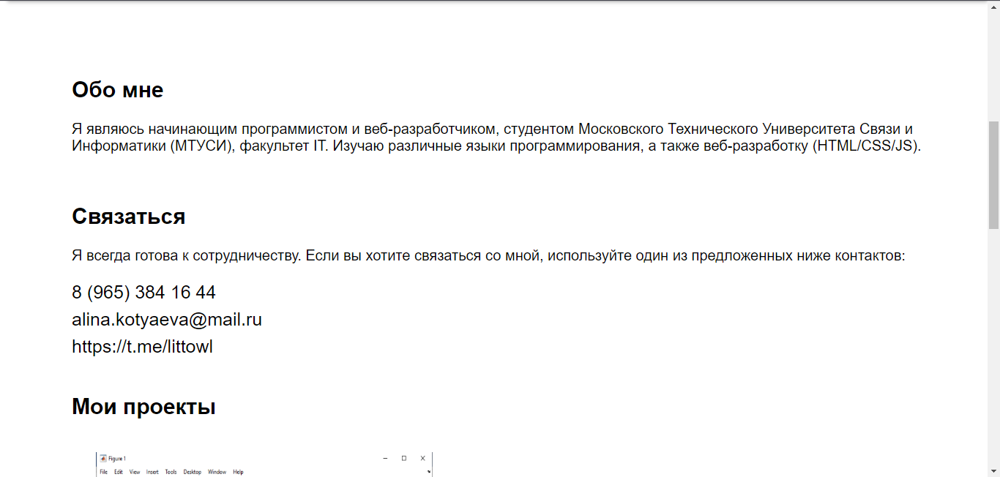 Обо мне
Я являюсь начинающим программистом и веб-разработчиком, студентом Московского Технического Университета Связи и
Информатики (МТУСИ), факультет IT. Изучаю различные языки программирования, а также веб-разработку (HTML/CSS/JS).
Связаться
Я всегда готова к сотрудничеству. Если вы хотите связаться со мной, используйте один из предложенных ниже контактов:
8 (965) 384 16 44
alina.kotyaeva@mail.ru
https://t.me/littowl
Мои проекты
Figure 1
File Edit View Insert Tools Desktop Window Help